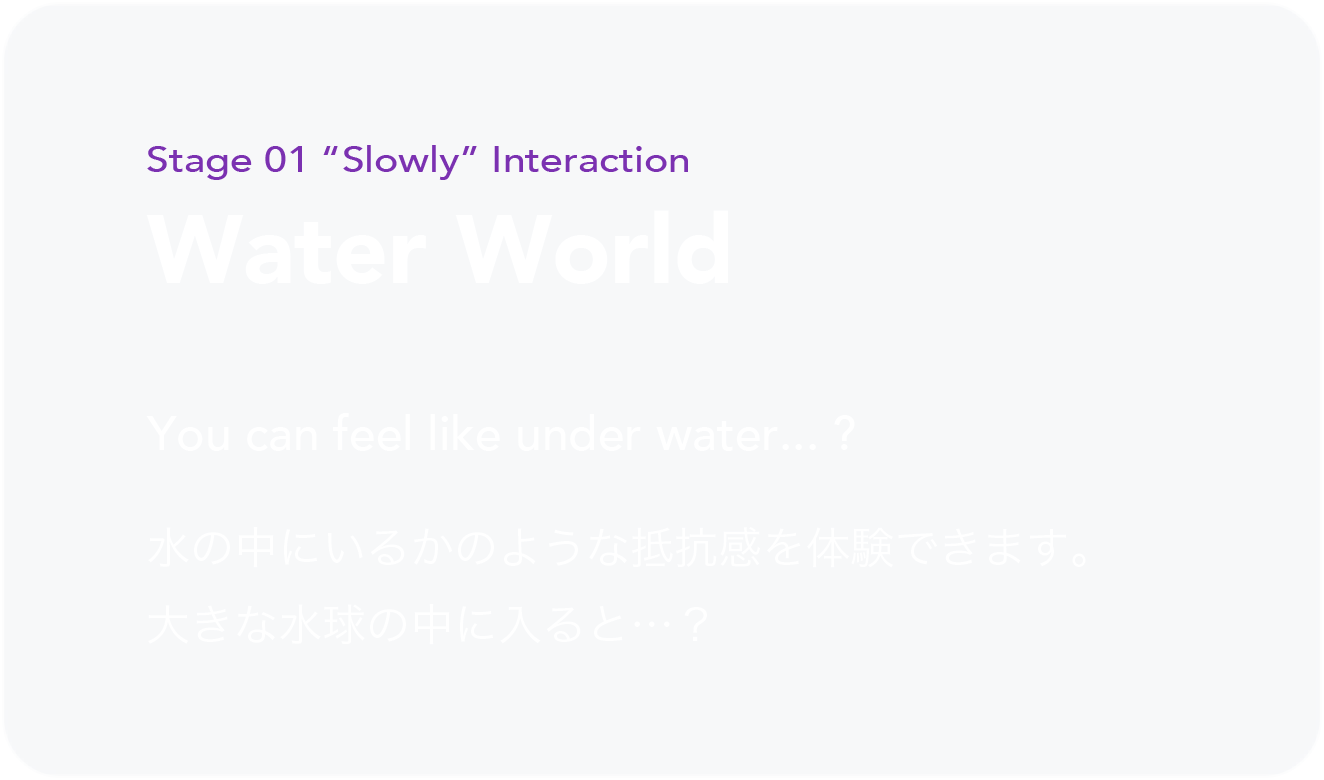 Stage 01 “Slowly” Interaction
Water World
You can feel like under water... ?
水の中にいるかのような抵抗感を体験できます。
大きな水球の中に入ると…？